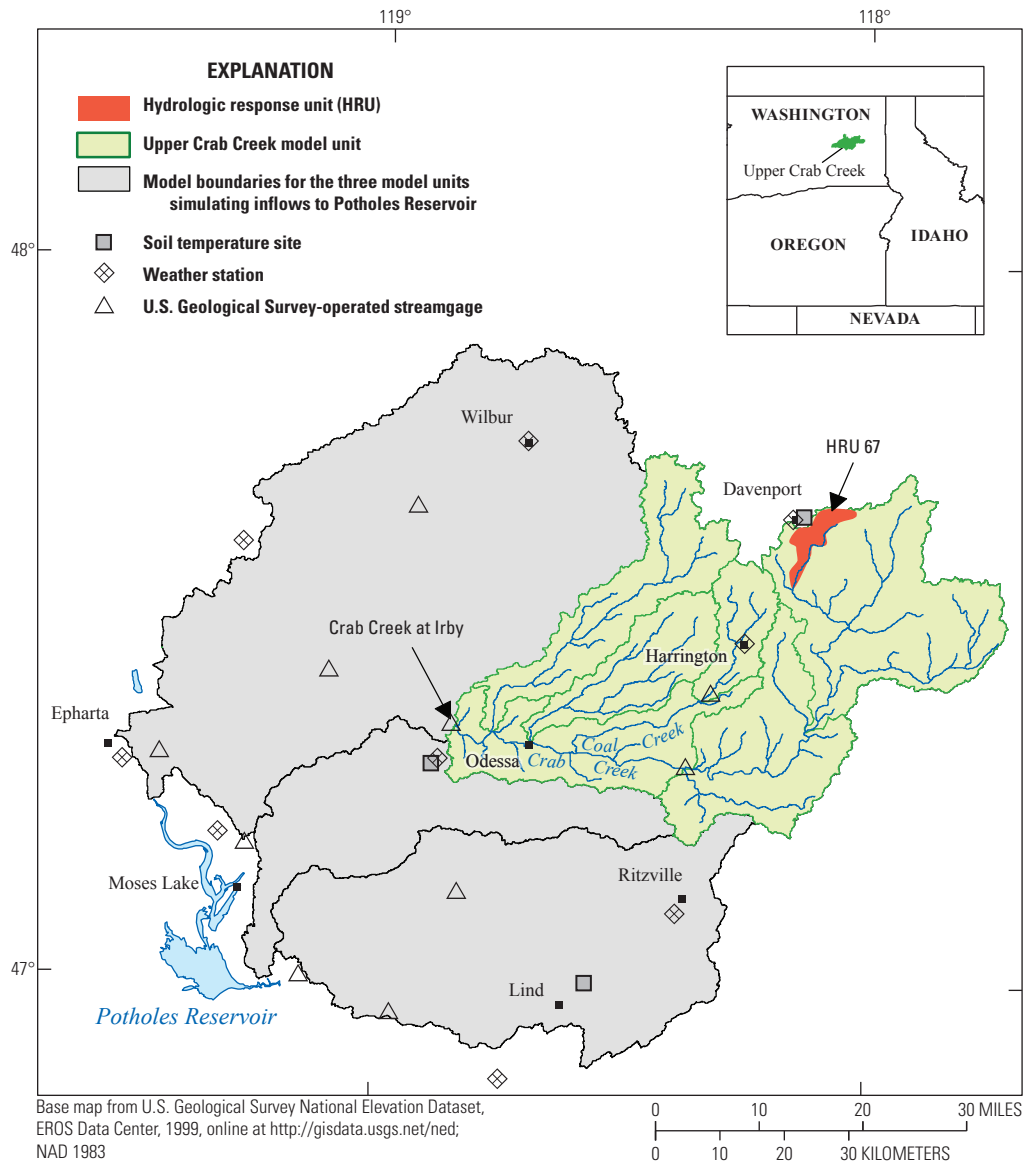 119°
118°
EXPLANATION
Hydrologic response unit (HRU)
Upper Crab Creek model unit
Model boundaries for the three model units
simulating inflows to Potholes Reservoir
Soil temperature site
Weather station
U.S. Geological Survey-operated streamgage
WASHINGTON
Upper Crab Creek
OREGON
IDAHO
NEVADA
48°
Wilbur
HRU 67
Davenport
Crab Creek at Irby
Harrington
Epharta
Coal Creek
Odessa
Crab Creek
Moses Lake
Ritzville
47°
Lind
Potholes Reservoir
Base map from U.S. Geological Survey National Elevation Dataset,
EROS Data Center, 1999, online at http://gisdata.usgs.net/ned;
NAD 1983
0 10 20 30 MILES
0 10 20 30 KILOMETERS